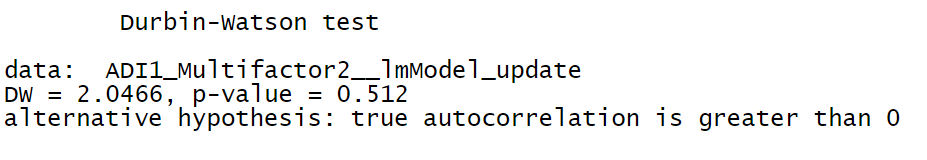 Durbin-Watson test
data:  ADI1_Multifactor2__lmModel_update
DW = 2.0466, p-value = 0.512
alternative hypothesis: true autocorrelation is greater than 0